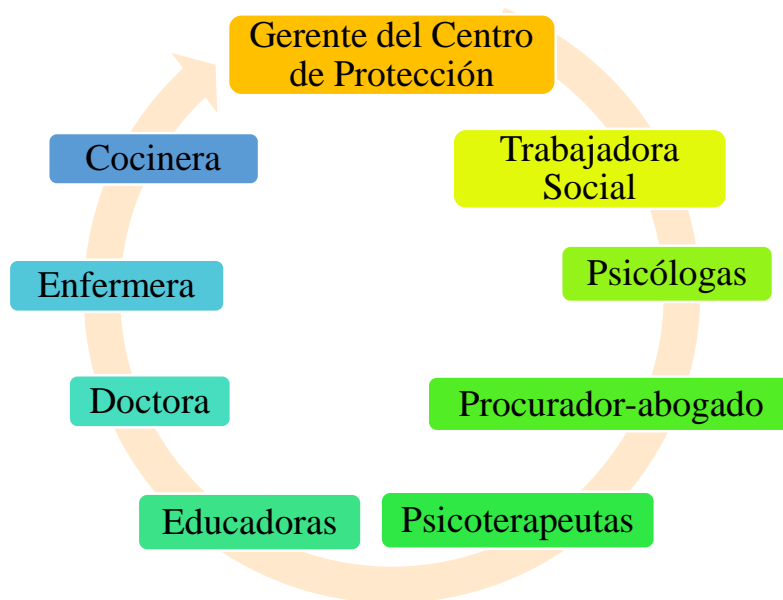 Gerente del Centro
de Protección
Trabajadora
Social
Psicólogas
Procurador-abogado
Psicoterapeutas
Educadoras
Doctora
Enfermera
Cocinera